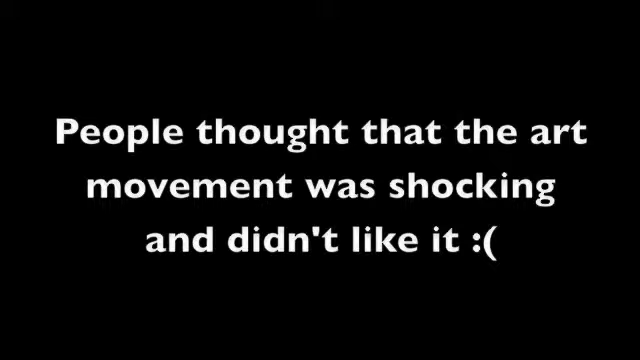 People thought that the art
movement was shocking
and didn't like it :(